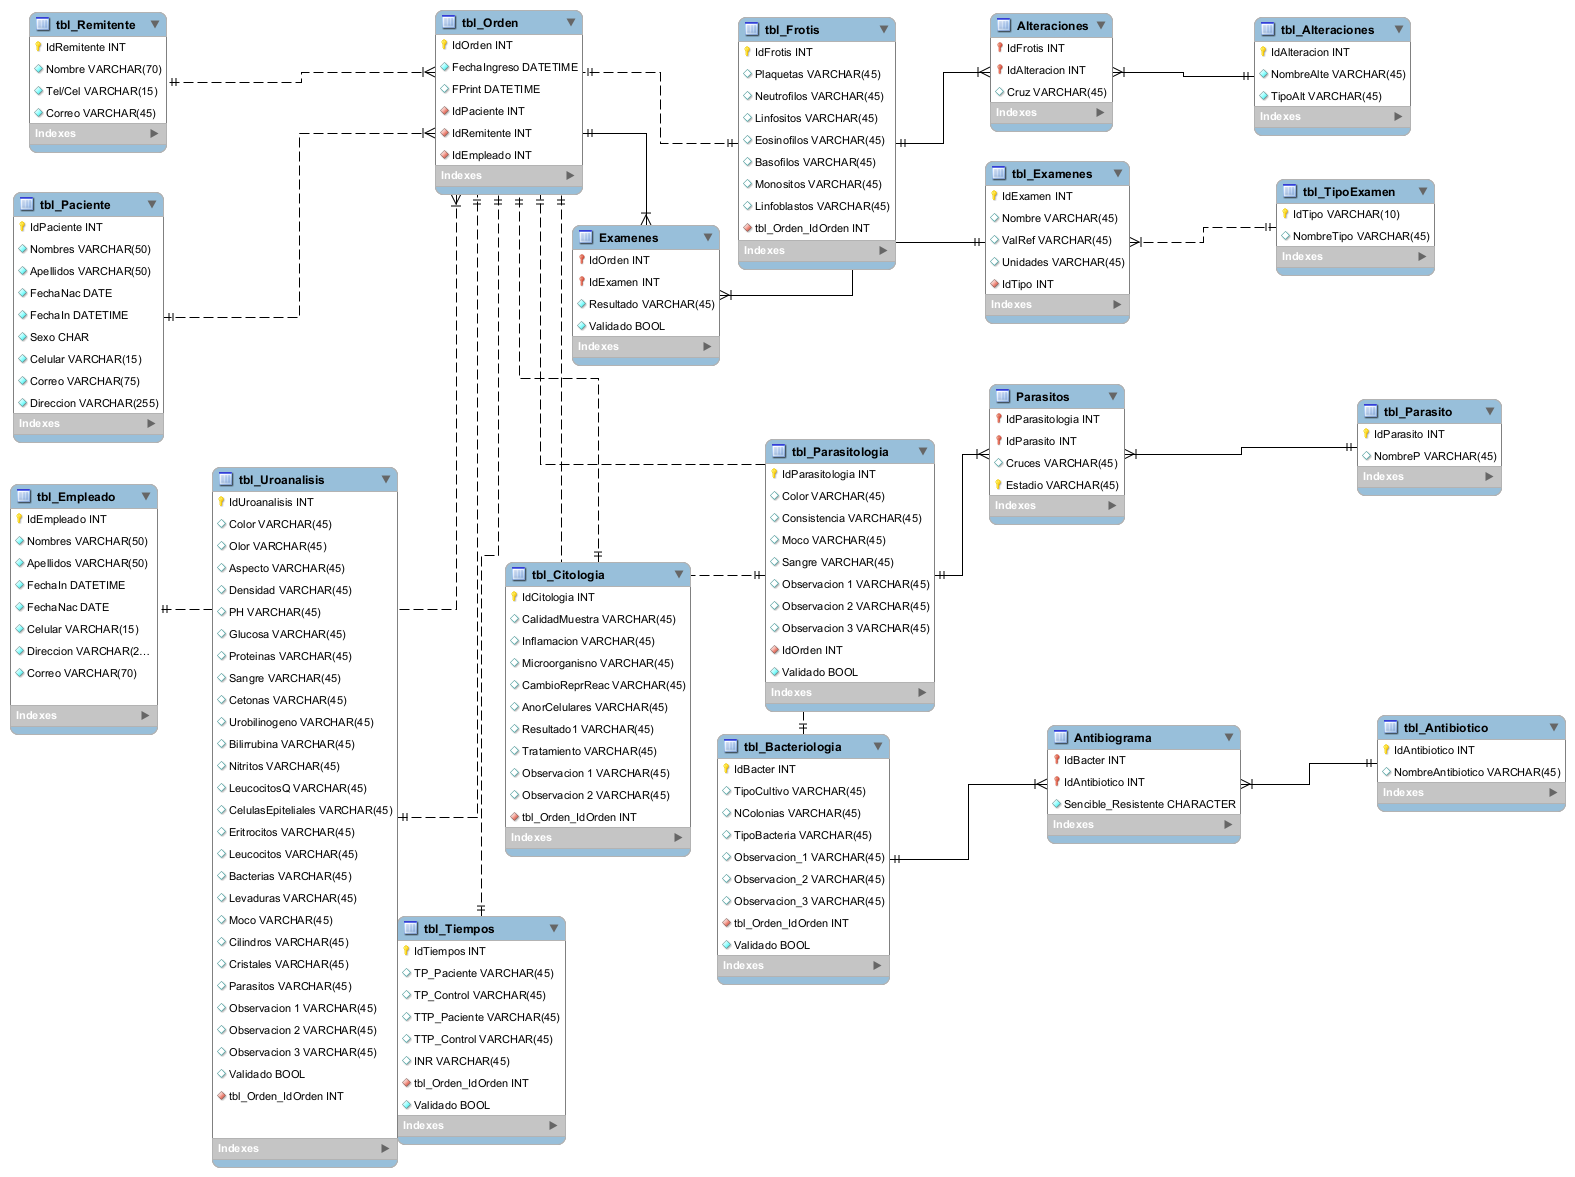 tbl_Remitente
IdRemitente INT
Nombre VARCHAR(70)
Tel/Cel VARCHAR(15)
Correo VARCHAR(45)
Indexes
tbl_Orden
IdOrden INT
FechaIngreso DATETIME
FPrint DATETIME
IdPaciente INT
IdRemitente INT
IdEmpleado INT
Indexes
tbl_Frotis
IdFrotis INT
Plaquetas VARCHAR(45)
Neutrofilos VARCHAR(45)
Linfositos VARCHAR(45)
Eosinofilos VARCHAR(45)
Basofilos VARCHAR(45)
Monositos VARCHAR(45)
Linfoblastos VARCHAR(45)
tbl_Orden_IdOrden INT
Indexes
Alteraciones
IdFrotis INT
IdAlteracion INT
Cruz VARCHAR(45)
Indexes
tbl_Alteraciones
IdAlteracion INT
NombreAlte VARCHAR(45)
TipoAlt VARCHAR(45)
Indexes
tbl_Paciente
IdPaciente INT
Nombres VARCHAR(50)
Apellidos VARCHAR(50)
FechaNac DATE
FechaIn DATETIME
Sexo CHAR
Celular VARCHAR(15)
Correo VARCHAR(75)
Direccion VARCHAR(255)
Indexes
Examenes
IdOrden INT
IdExamen INT
Resultado VARCHAR(45)
Validado BOOL
Indexes
tbl_Examenes
IdExamen INT
Nombre VARCHAR(45)
ValRef VARCHAR(45)
Unidades VARCHAR(45)
IdTipo INT
Indexes
tbl_TipoExamen
IdTipo VARCHAR(10)
NombreTipo VARCHAR(45)
Indexes
tbl_Empleado
IdEmpleado INT
Nombres VARCHAR(50)
Apellidos VARCHAR(50)
FechaIn DATETIME
FechaNac DATE
Celular VARCHAR(15)
Direccion VARCHAR(2...
Correo VARCHAR(70)
Indexes
tbl_Uroanalisis
IdUroanalisis INT
Color VARCHAR(45)
Olor VARCHAR(45)
Aspecto VARCHAR(45)
Densidad VARCHAR(45)
PH VARCHAR(45)
Glucosa VARCHAR(45)
Proteinas VARCHAR(45)
Sangre VARCHAR(45)
Cetonas VARCHAR(45)
Urobilinogeno VARCHAR(45)
Bilirrubina VARCHAR(45)
Nitritos VARCHAR(45)
LeucocitosQ VARCHAR(45)
CelulasEpiteliales VARCHAR(45)
Eritrocitos VARCHAR(45)
Leucocitos VARCHAR(45)
Bacterias VARCHAR(45)
Levaduras VARCHAR(45)
Moco VARCHAR(45)
Cilindros VARCHAR(45)
Cristales VARCHAR(45)
Parasitos VARCHAR(45)
Observacion 1 VARCHAR(45)
Observacion 2 VARCHAR(45)
Observacion 3 VARCHAR(45)
Validado BOOL
tbl_Orden_IdOrden INT
Indexes
tbl_Citologia
IdCitologia INT
CalidadMuestra VARCHAR(45)
Inflamacion VARCHAR(45)
Microorganisno VARCHAR(45)
CambioReprReac VARCHAR(45)
AnorCelulares VARCHAR(45)
Resultado1 VARCHAR(45)
Tratamiento VARCHAR(45)
Observacion 1 VARCHAR(45)
Observacion 2 VARCHAR(45)
tbl_Orden_IdOrden INT
Indexes
tbl_Tiempos
IdTiempos INT
TP_Paciente VARCHAR(45)
TP_Control VARCHAR(45)
TTP_Paciente VARCHAR(45)
TTP_Control VARCHAR(45)
INR VARCHAR(45)
tbl_Orden_IdOrden INT
Validado BOOL
Indexes
tbl_Parasitologia
IdParasitologia INT
Color VARCHAR(45)
Consistencia VARCHAR(45)
Moco VARCHAR(45)
Sangre VARCHAR(45)
Observacion 1 VARCHAR(45)
Observacion 2 VARCHAR(45)
Observacion 3 VARCHAR(45)
IdOrden INT
Validado BOOL
Indexes
Parasitos
IdParasitologia INT
IdParasito INT
Cruces VARCHAR(45)
Estadio VARCHAR(45)
Indexes
tbl_Parasito
IdParasito INT
NombreP VARCHAR(45)
Indexes
tbl_Bacteriologia
IdBacter INT
TipoCultivo VARCHAR(45)
NColonias VARCHAR(45)
TipoBacteria VARCHAR(45)
Observacion_1 VARCHAR(45)
Observacion_2 VARCHAR(45)
Observacion_3 VARCHAR(45)
tbl_Orden_IdOrden INT
Validado BOOL
Indexes
Antibiograma
IdBacter INT
IdAntibiotico INT
Sencible_Resistente CHARACTER
Indexes
tbl_Antibiotico
IdAntibiotico INT
NombreAntibiotico VARCHAR(45)
Indexes